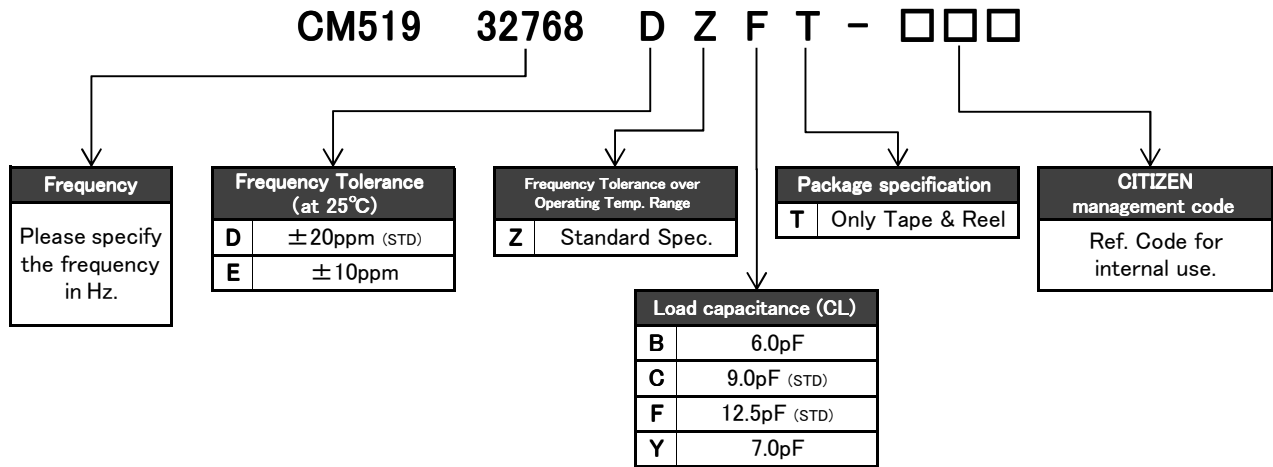 CM519 32768 D Z F T - □□□
Frequency
Please specify
the frequency
in Hz.
Frequency Tolerance
(at 25℃)
D ±20ppm (STD)
E ±10ppm
Frequency Tolerance over
Operating Temp. Range
Z Standard Spec.
Package specification
T Only Tape & Reel
CITIZEN
management code
Ref. Code for
internal use.
Load capacitance (CL)
B 6.0pF
C 9.0pF (STD)
F 12.5pF (STD)
Y 7.0pF